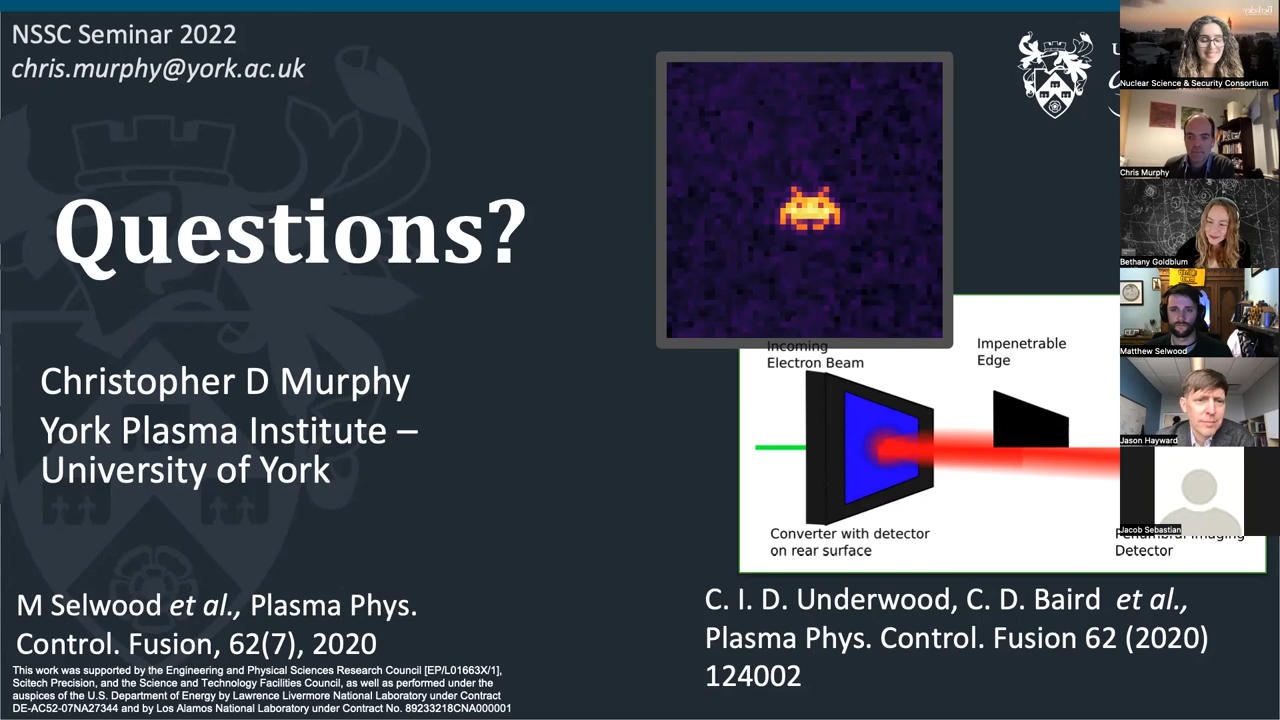 NSSC Seminar 2022
chris.murphy@york.ac.uk
Questions?
Christopher D Murphy
York Plasma Institute –
University of York
M Selwood et al., Plasma Phys.
Control. Fusion, 62(7), 2020
This work was supported by the Engineering and Physical Sciences Research Council [EP/L01663X/1],
Scitech Precision, and the Science and Technology Facilities Council, as well as performed under the
auspices of the U.S. Department of Energy by Lawrence Livermore National Laboratory under Contract
DE-AC52-07NA27344 and by Los Alamos National Laboratory under Contract No. 89233218CNA000001
Incoming
Electron Beam
Impenetrable
Edge
Converter with detector
on rear surface
Penumbral Imaging
Detector
C. I. D. Underwood, C. D. Baird et al.,
Plasma Phys. Control. Fusion 62 (2020)
124002
Nuclear Science & Security Consortium
Chris Murphy
Bethany Goldblum
Matthew Selwood
Jason Hayward
Jacob Sebastian